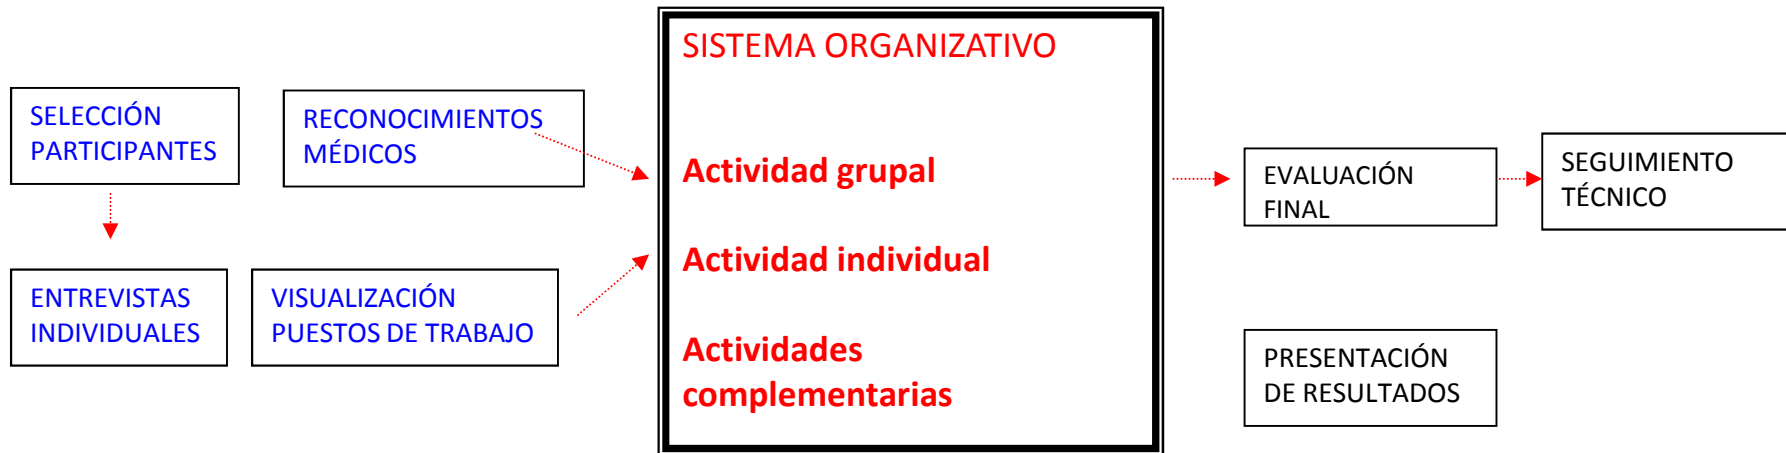 SELECCIÓN
PARTICIPANTES
ENTREVISTAS
INDIVIDUALES
RECONOCIMIENTOS
MÉDICOS
VISUALIZACIÓN
PUESTOS DE TRABAJO
SISTEMA ORGANIZATIVO
Actividad grupal
Actividad individual
Actividades
complementarias
EVALUACIÓN
FINAL
PRESENTACIÓN
DE RESULTADOS
SEGUIMIENTO
TÉCNICO